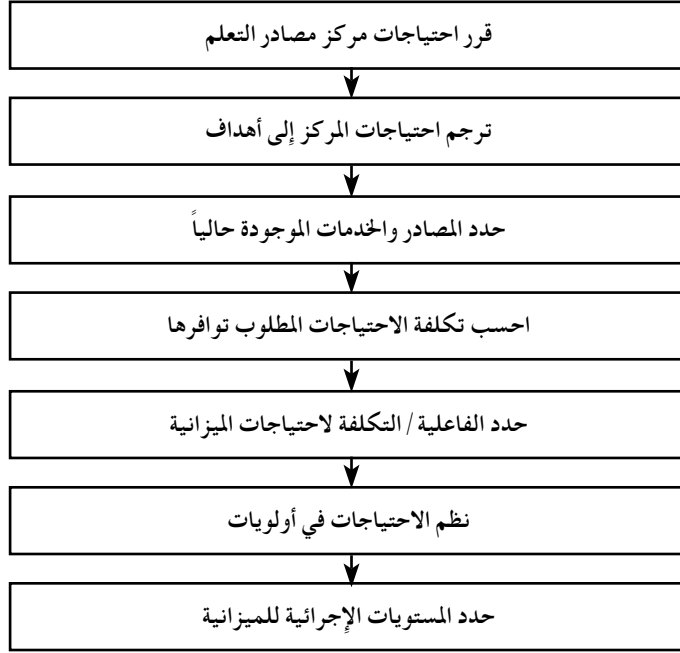 قرر احتياجات مركز مصادر التعلم
ترجم احتياجات المركز إلى أهداف
حدد المصادر والخدمات الموجودة حالياً
احسب تكلفة الاحتياجات المطلوب توافرها
حدد الفاعلية / التكلفة لاحتياجات الميزانية
نظم الاحتياجات في أولويات
حدد المستويات الإجرائية للميزانية